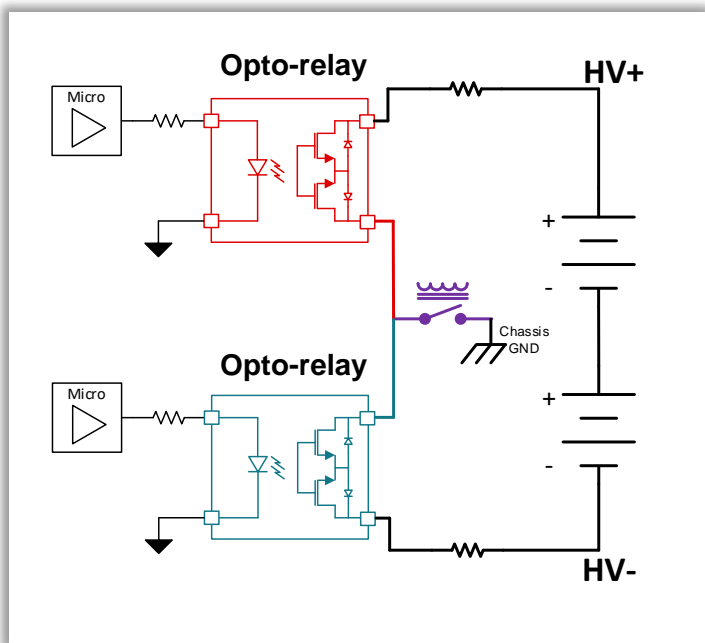 Opto-relay
HV+
Micro
+
-
Chassis
GND
Opto-relay
Micro
+
-
HV-